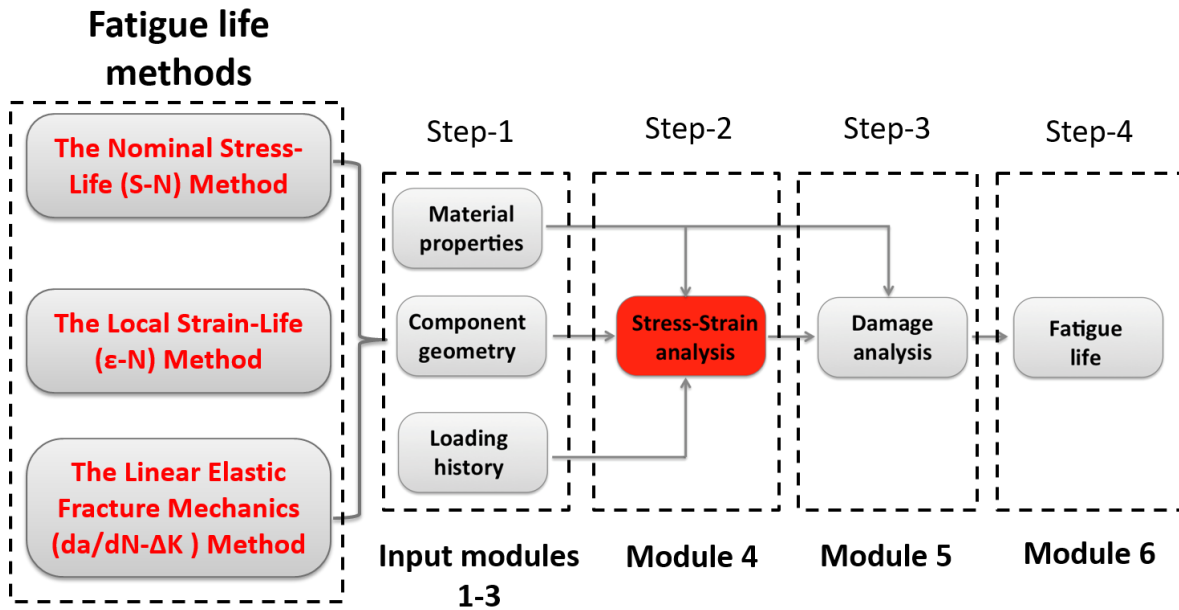 Fatigue life
methods
The Nominal Stress-
Life (S-N) Method
The Local Strain-Life
(ε-N) Method
The Linear Elastic
Fracture Mechanics
(da/dN-ΔK ) Method
Step-1
Material
properties
Component
geometry
Loading
history
Input modules
1-3
Step-2
Stress-Strain
analysis
Module 4
Step-3
Damage
analysis
Module 5
Step-4
Fatigue
life
Module 6